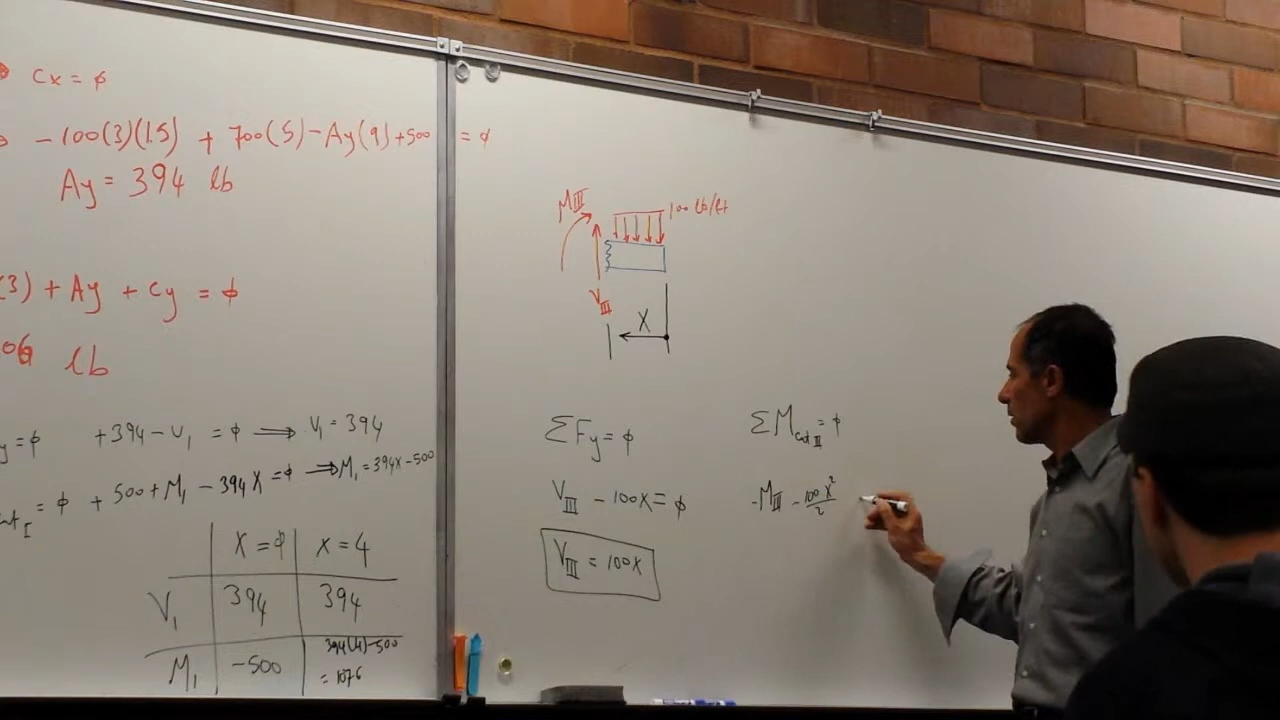 Cx = ϕ
-100(3)(1.5) + 700(5) - Ay(9) + 500 = ϕ
Ay = 394 lb
(3) + Ay + Cy = ϕ
06 lb
y = ϕ +394 - V₁ = ϕ ⟹ V₁ = 394
cut I = ϕ + 500 + M₁ - 394X = ϕ ⟹ M₁ = 394X - 500
X = ϕ X = 4
V₁ 394 394
M₁ -500 394(4)-500
= 1076
MIII 100 lb/ft
VIII
X
ΣFy = ϕ
VIII - 100X = ϕ
VIII = 100X
ΣMcut III = ϕ
-MIII - 100X²/2